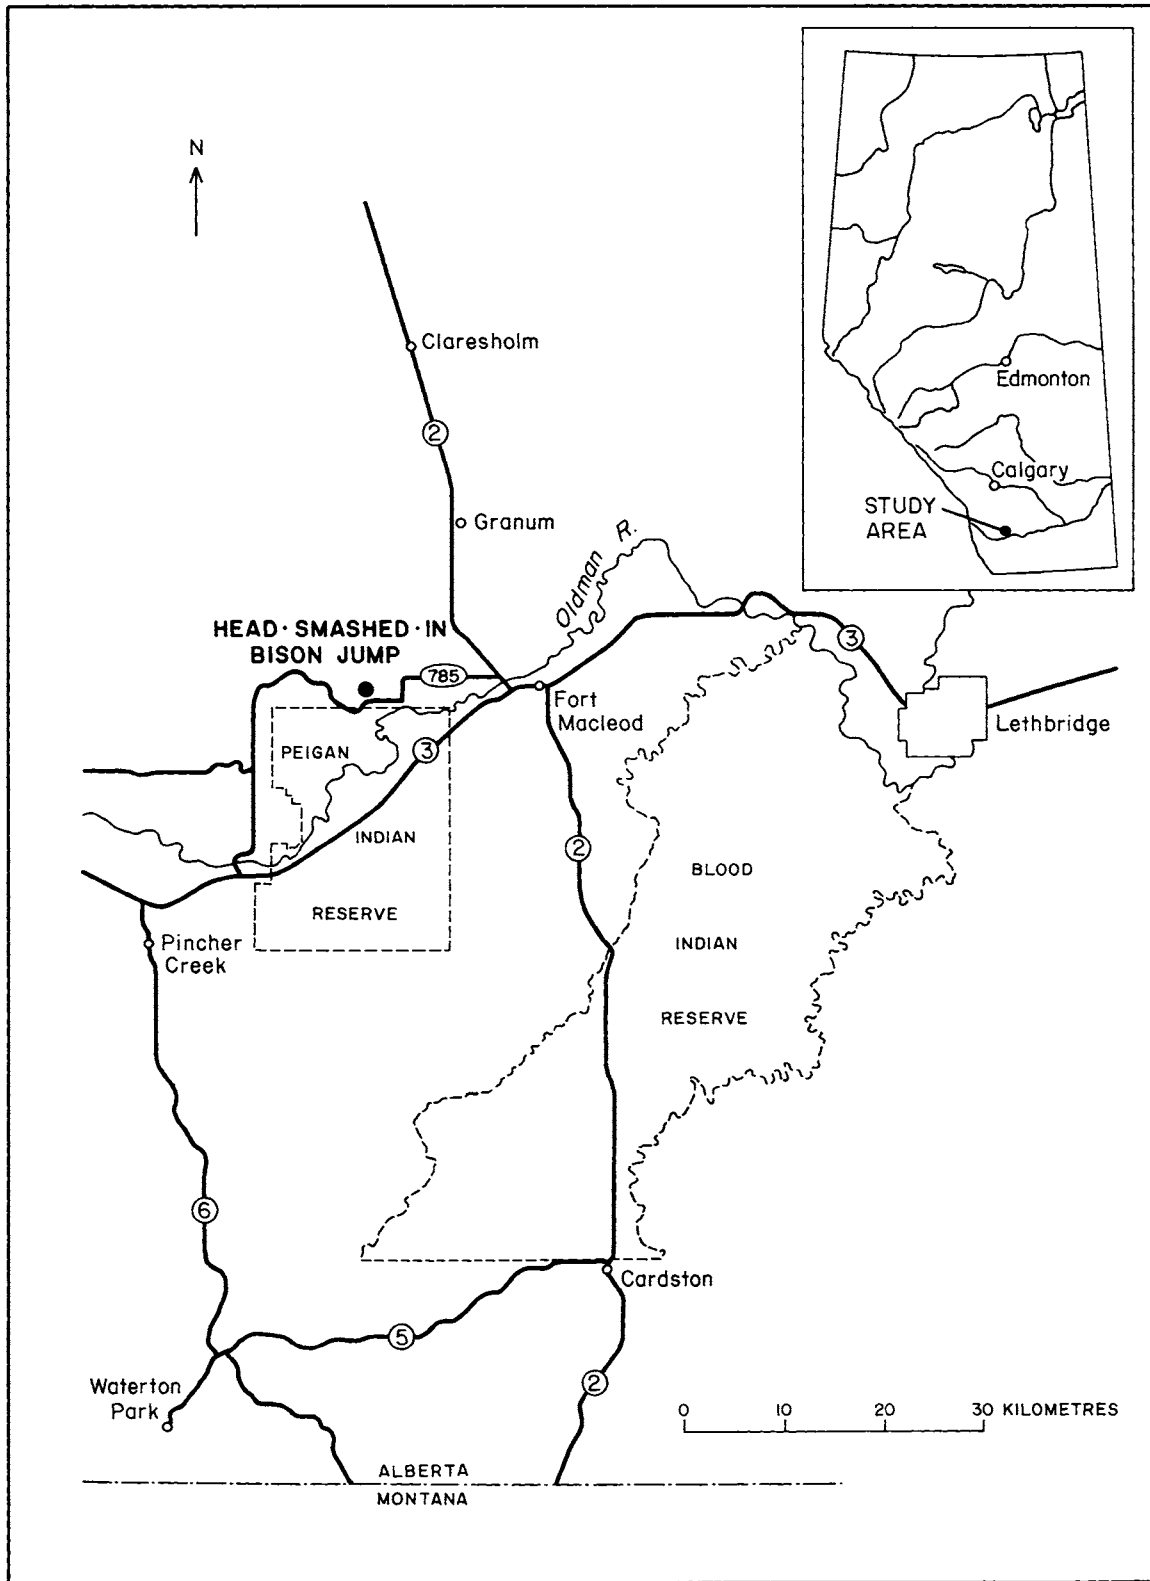 N
Claresholm
2
Granum
Oldman R.
HEAD·SMASHED·IN
BISON JUMP
785
Fort
Macleod
3
Lethbridge
PEIGAN
3
INDIAN
RESERVE
2
BLOOD
INDIAN
RESERVE
Pincher
Creek
6
Cardston
5
2
Waterton
Park
0 10 20 30 KILOMETRES
ALBERTA
MONTANA
Edmonton
Calgary
STUDY
AREA